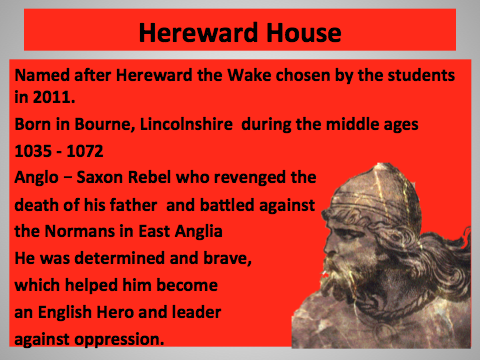 Hereward House
Named after Hereward the Wake chosen by the students
in 2011.
Born in Bourne, Lincolnshire during the middle ages
1035 - 1072
Anglo – Saxon Rebel who revenged the
death of his father and battled against
the Normans in East Anglia
He was determined and brave,
which helped him become
an English Hero and leader
against oppression.